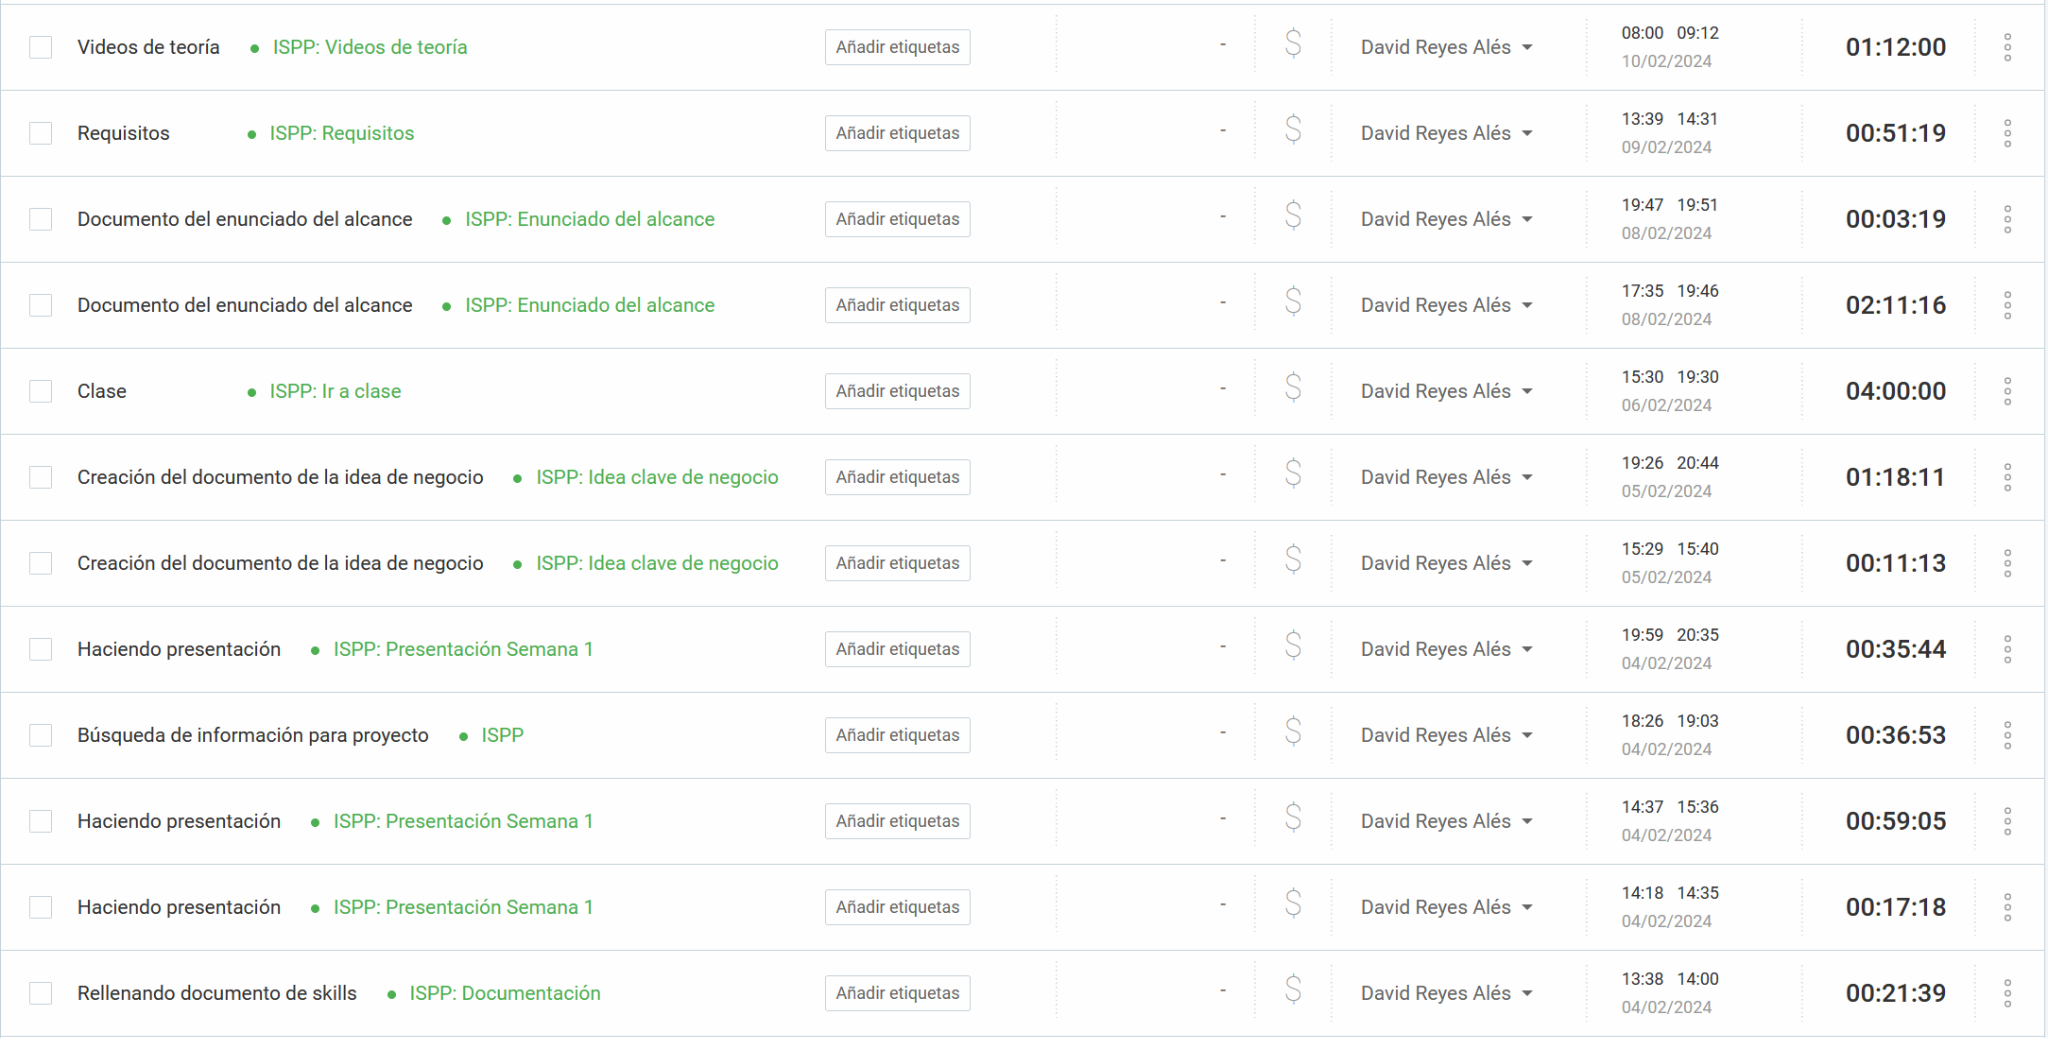 Videos de teoría • ISPP: Videos de teoría Añadir etiquetas - $ David Reyes Alés 08:00 09:12 01:12:00
10/02/2024
Requisitos • ISPP: Requisitos Añadir etiquetas - $ David Reyes Alés 13:39 14:31 00:51:19
09/02/2024
Documento del enunciado del alcance • ISPP: Enunciado del alcance Añadir etiquetas - $ David Reyes Alés 19:47 19:51 00:03:19
08/02/2024
Documento del enunciado del alcance • ISPP: Enunciado del alcance Añadir etiquetas - $ David Reyes Alés 17:35 19:46 02:11:16
08/02/2024
Clase • ISPP: Ir a clase Añadir etiquetas - $ David Reyes Alés 15:30 19:30 04:00:00
06/02/2024
Creación del documento de la idea de negocio • ISPP: Idea clave de negocio Añadir etiquetas - $ David Reyes Alés 19:26 20:44 01:18:11
05/02/2024
Creación del documento de la idea de negocio • ISPP: Idea clave de negocio Añadir etiquetas - $ David Reyes Alés 15:29 15:40 00:11:13
05/02/2024
Haciendo presentación • ISPP: Presentación Semana 1 Añadir etiquetas - $ David Reyes Alés 19:59 20:35 00:35:44
04/02/2024
Búsqueda de información para proyecto • ISPP Añadir etiquetas - $ David Reyes Alés 18:26 19:03 00:36:53
04/02/2024
Haciendo presentación • ISPP: Presentación Semana 1 Añadir etiquetas - $ David Reyes Alés 14:37 15:36 00:59:05
04/02/2024
Haciendo presentación • ISPP: Presentación Semana 1 Añadir etiquetas - $ David Reyes Alés 14:18 14:35 00:17:18
04/02/2024
Rellenando documento de skills • ISPP: Documentación Añadir etiquetas - $ David Reyes Alés 13:38 14:00 00:21:39
04/02/2024